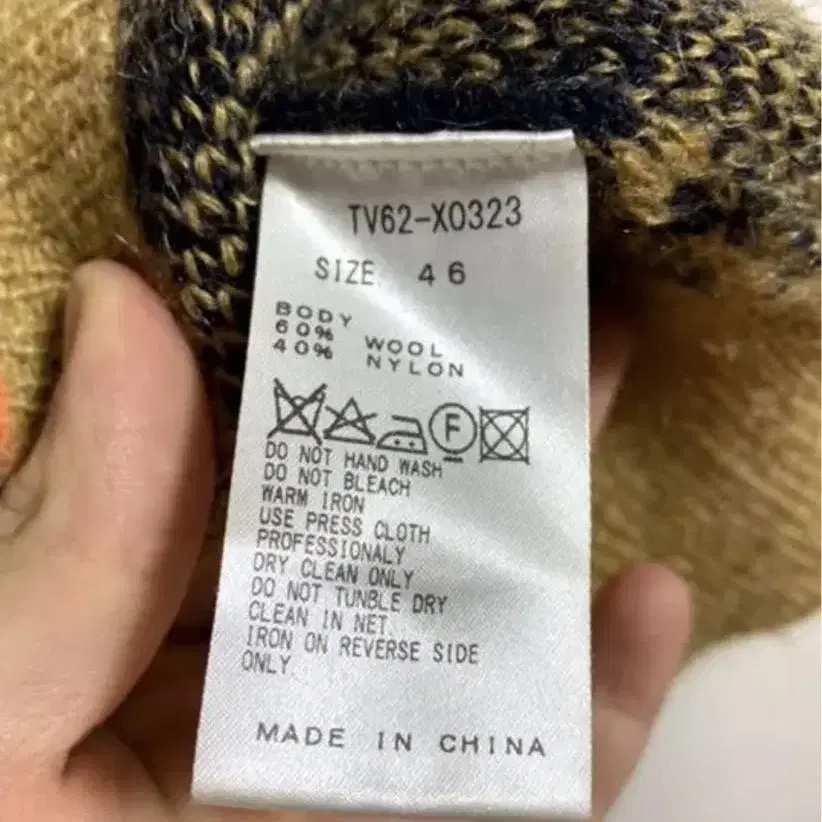 TV62-X0323
SIZE 46
BODY
60% WOOL
40% NYLON
F
DO NOT HAND WASH
DO NOT BLEACH
WARM IRON
USE PRESS CLOTH
PROFESSIONALY
DRY CLEAN ONLY
DO NOT TUNBLE DRY
CLEAN IN NET
IRON ON REVERSE SIDE
ONLY
MADE IN CHINA